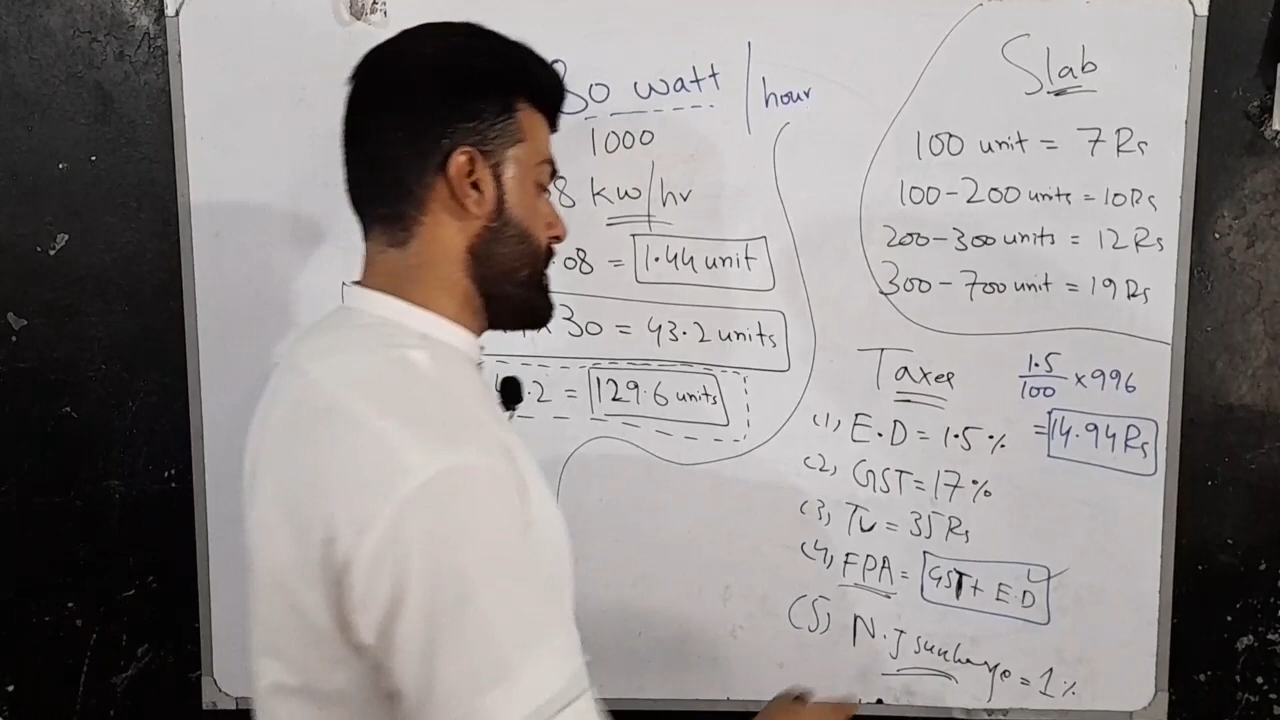 80 watt / hour
1000
8 kw/hr
.08 = 1.44 unit
×30 = 43.2 units
.2 = 129.6 units
Slab
100 unit = 7 Rs
100-200 units = 10 Rs
200-300 units = 12 Rs
300-700 unit = 19 Rs
Taxes
1.5/100 ×996
=14.94 Rs
(1) E.D = 1.5%
(2) GST = 17%
(3) TV = 35 Rs
(4) FPA = GST + E.D
(5) N.J surcharge = 1%